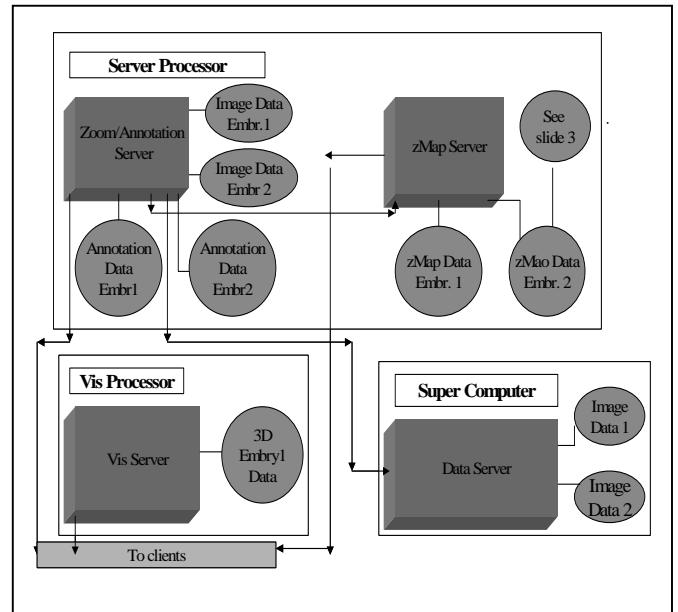 Server Processor
Zoom/Annotation
Server
Image Data
Embr.1
Image Data
Embr 2
Annotation
Data
Embr1
Annotation
Data
Embr2
zMap Server
See
slide 3
.
zMap Data
Embr. 1
zMao Data
Embr. 2
Vis Processor
Vis Server
3D
Embry1
Data
Super Computer
Data Server
Image
Data 1
Image
Data 2
To clients